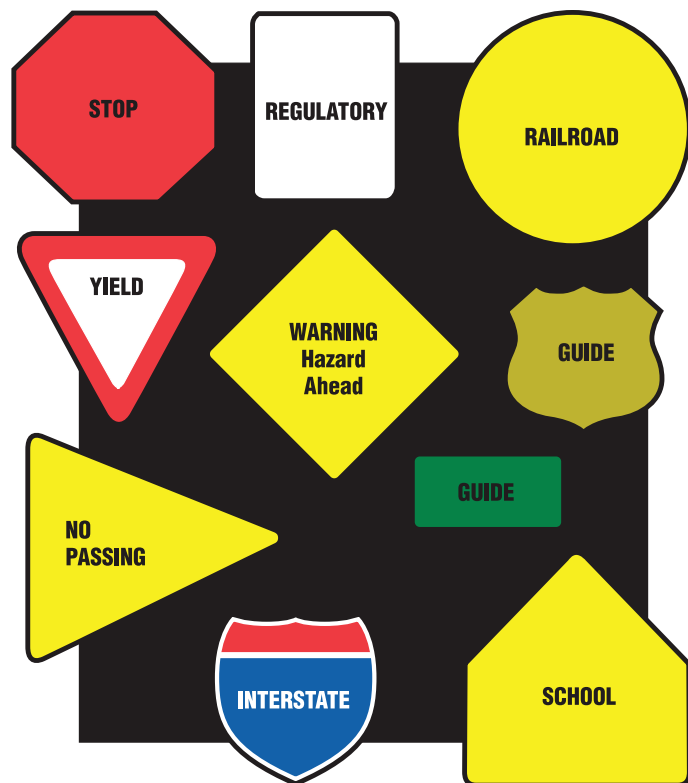 STOP
REGULATORY
RAILROAD
YIELD
WARNING
Hazard
Ahead
GUIDE
GUIDE
NO
PASSING
INTERSTATE
SCHOOL